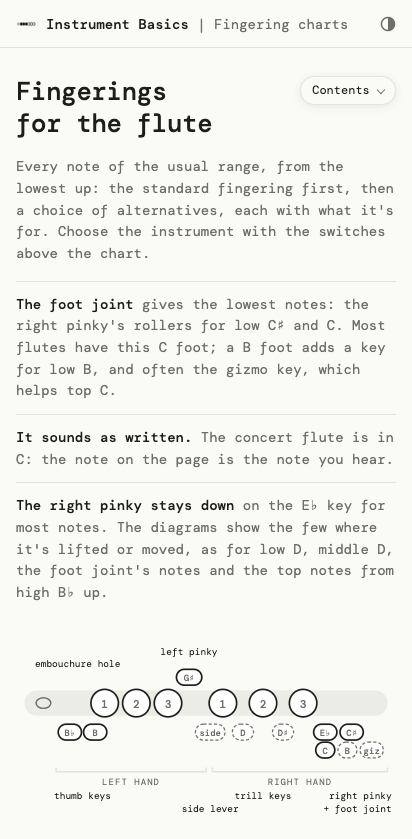 Instrument Basics | Fingering charts
Fingerings
for the flute
Contents
Every note of the usual range, from the
lowest up: the standard fingering first, then
a choice of alternatives, each with what it's
for. Choose the instrument with the switches
above the chart.
The foot joint gives the lowest notes: the
right pinky's rollers for low C♯ and C. Most
flutes have this C foot; a B foot adds a key
for low B, and often the gizmo key, which
helps top C.
It sounds as written. The concert flute is in
C: the note on the page is the note you hear.
The right pinky stays down on the E♭ key for
most notes. The diagrams show the few where
it's lifted or moved, as for low D, middle D,
the foot joint's notes and the top notes from
high B♭ up.
left pinky
embouchure hole
G♯
1 2 3 1 2 3
B♭ B side D D♯ E♭ C♯
C B giz
LEFT HAND RIGHT HAND
thumb keys trill keys right pinky
side lever + foot joint